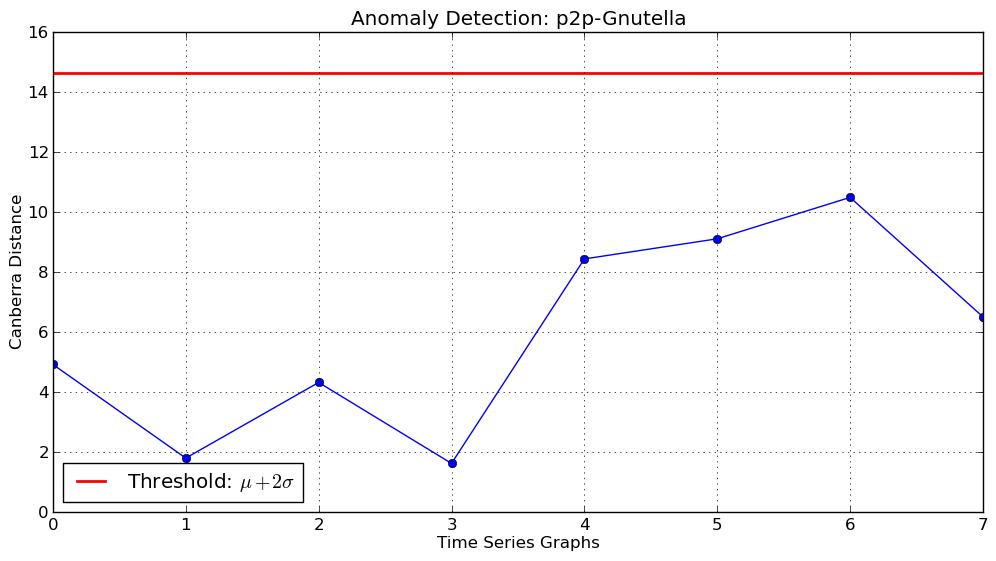 Anomaly Detection: p2p-Gnutella
16
14
12
10
8
6
4
2
0
Canberra Distance
Threshold: μ+2σ
0 1 2 3 4 5 6 7
Time Series Graphs